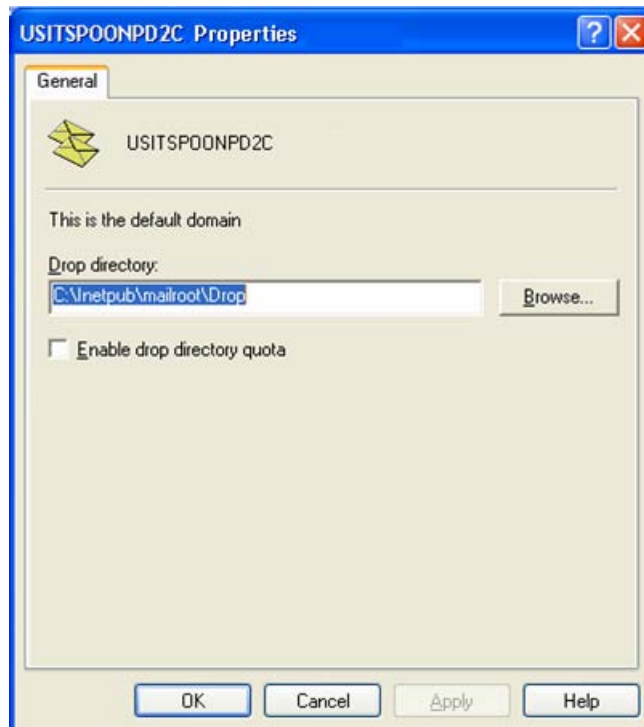 USITSPOONPD2C Properties
General
USITSPOONPD2C
This is the default domain
Drop directory:
C:\Inetpub\mailroot\Drop
Browse...
Enable drop directory quota
OK Cancel Apply Help